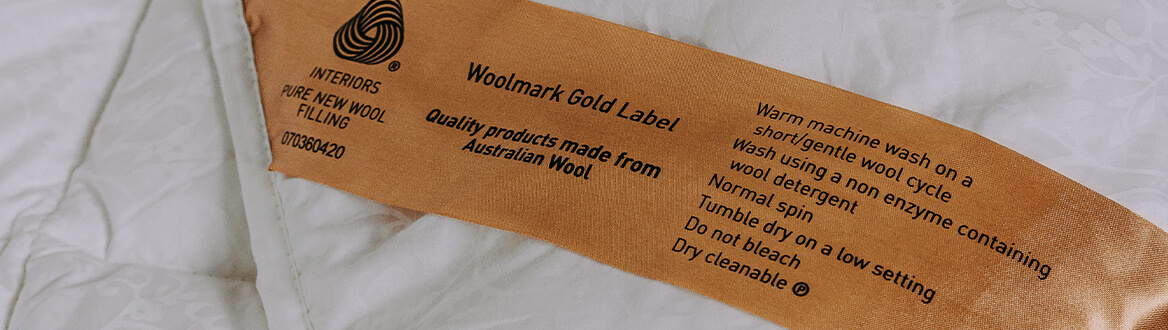 ®
INTERIORS
PURE NEW WOOL
FILLING
070360420
Woolmark Gold Label
Quality products made from
Australian Wool
Warm machine wash on a
short/gentle wool cycle
Wash using a non enzyme containing
wool detergent
Normal spin
Tumble dry on a low setting
Do not bleach
Dry cleanable Ⓟ